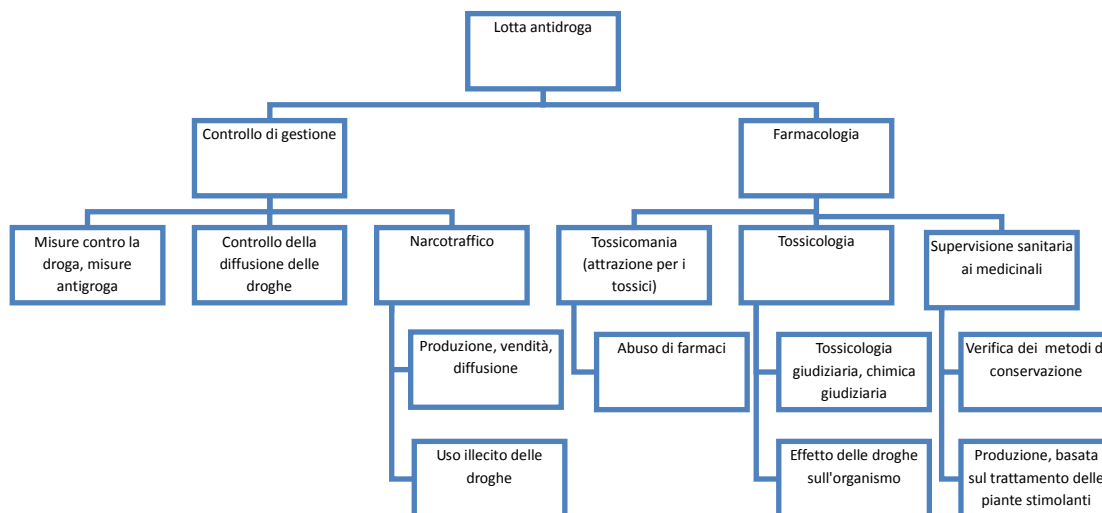 Lotta antidroga
Controllo di gestione
Farmacologia
Misure contro la
droga, misure
antigroga
Controllo della
diffusione delle
droghe
Narcotraffico
Tossicomania
(attrazione per i
tossici)
Tossicologia
Supervisione sanitaria
ai medicinali
Produzione, vendità,
diffusione
Abuso di farmaci
Tossicologia
giudiziaria, chimica
giudiziaria
Verifica dei metodi d
conservazione
Uso illecito delle
droghe
Effetto delle droghe
sull'organismo
Produzione, basata
sul trattamento delle
piante stimolanti